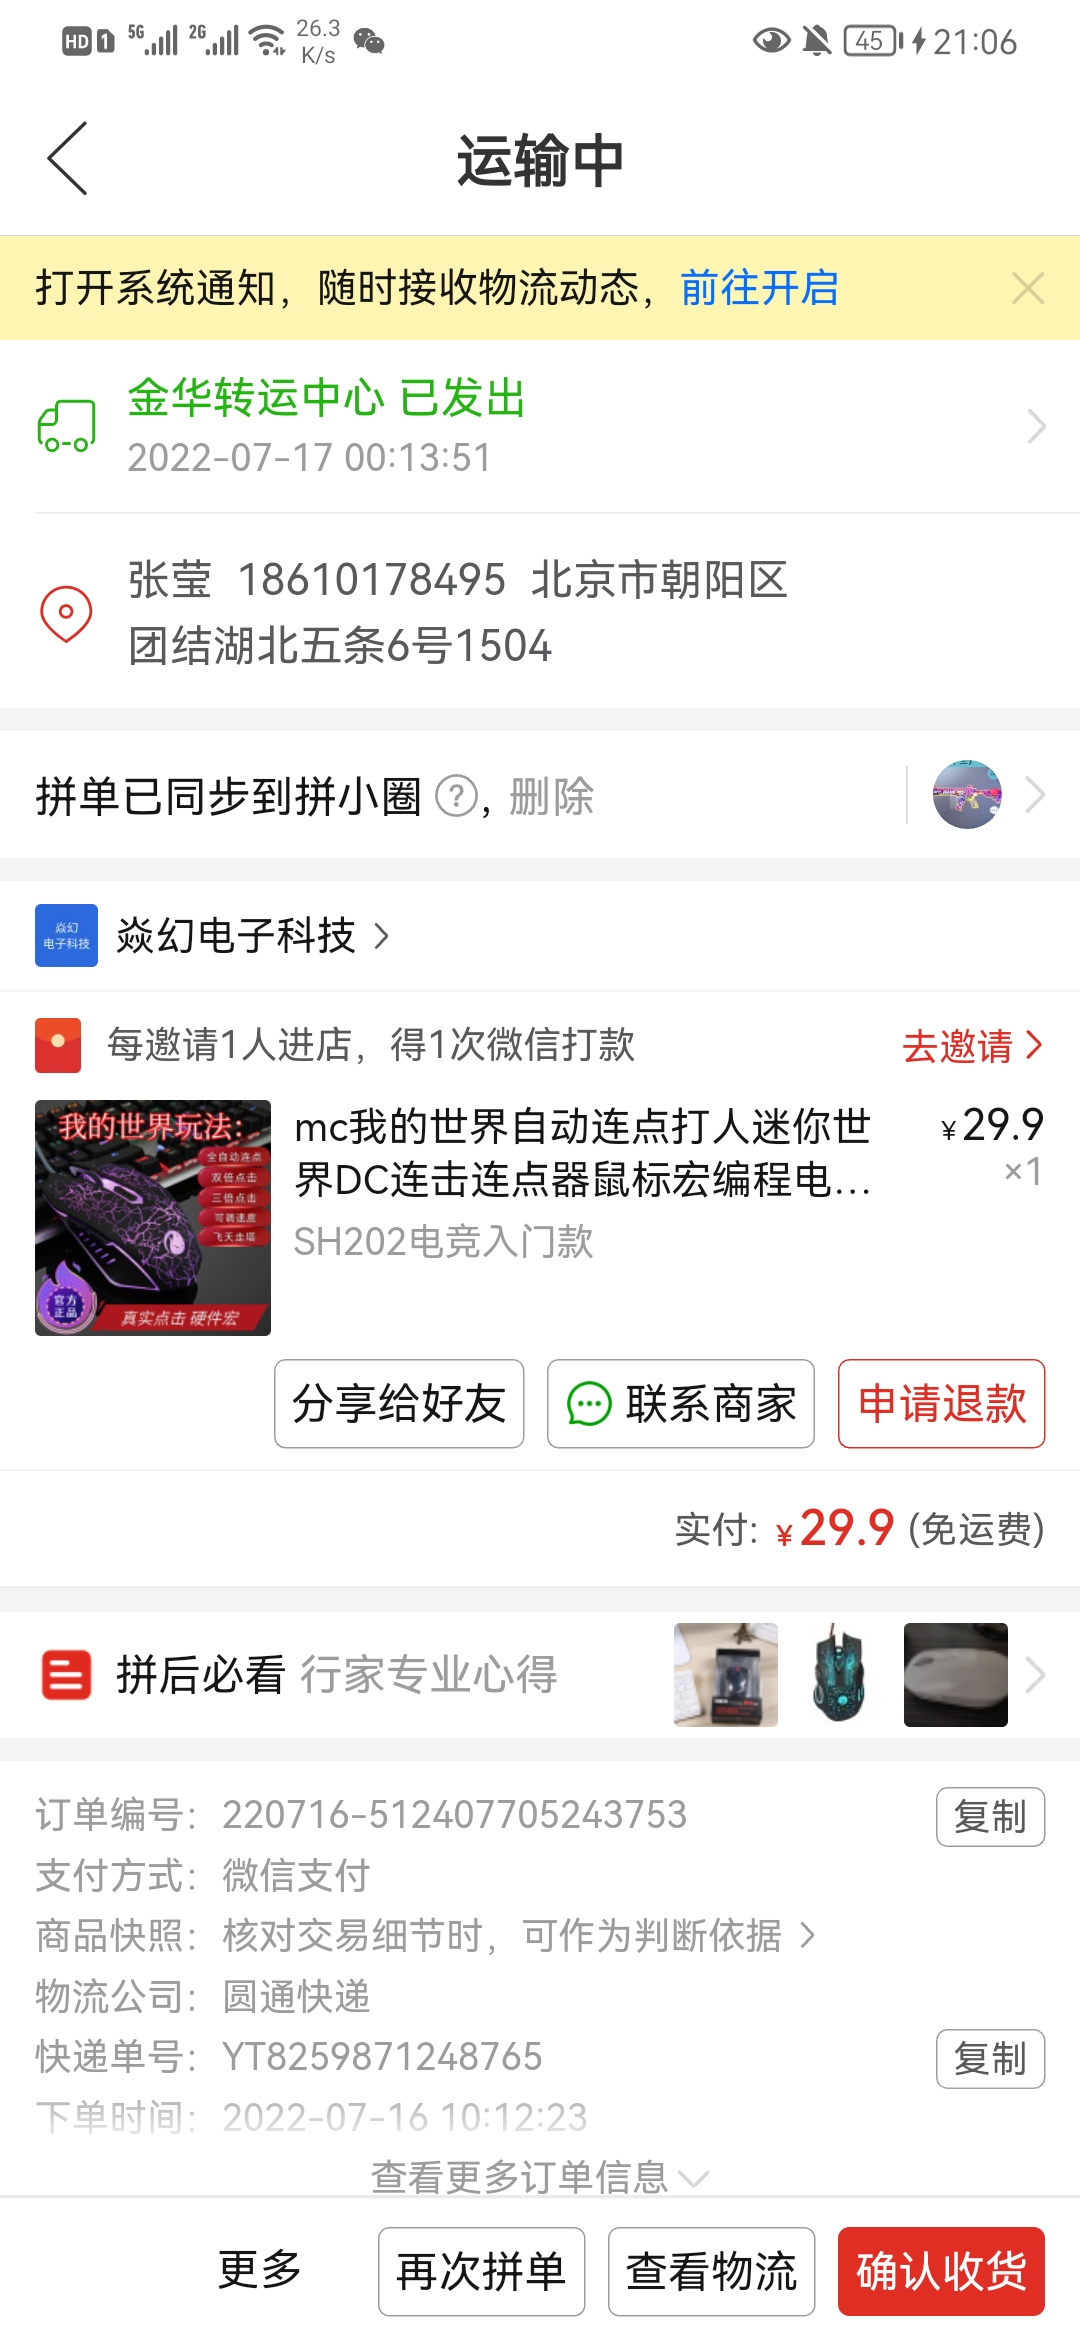 HD 1 5G 2G 26.3 K/s 45 21:06
运输中
打开系统通知，随时接收物流动态，前往开启
金华转运中心 已发出
2022-07-17 00:13:51
张莹 18610178495 北京市朝阳区
团结湖北五条6号1504
拼单已同步到拼小圈?，删除
焱幻
电子科技
焱幻电子科技
每邀请1人进店，得1次微信打款 去邀请
我的世界玩法：
全自动连点
双倍点击
三倍点击
可调速度
飞天走塔
官方
正品
真实点击 硬件宏
mc我的世界自动连点打人迷你世 ¥29.9
界DC连击连点器鼠标宏编程电... ×1
SH202电竞入门款
分享给好友 联系商家 申请退款
实付: ¥29.9 (免运费)
拼后必看 行家专业心得
订单编号：220716-512407705243753 复制
支付方式：微信支付
商品快照：核对交易细节时，可作为判断依据
物流公司：圆通快递
快递单号：YT8259871248765 复制
下单时间：2022-07-16 10:12:23
查看更多订单信息
更多 再次拼单 查看物流 确认收货